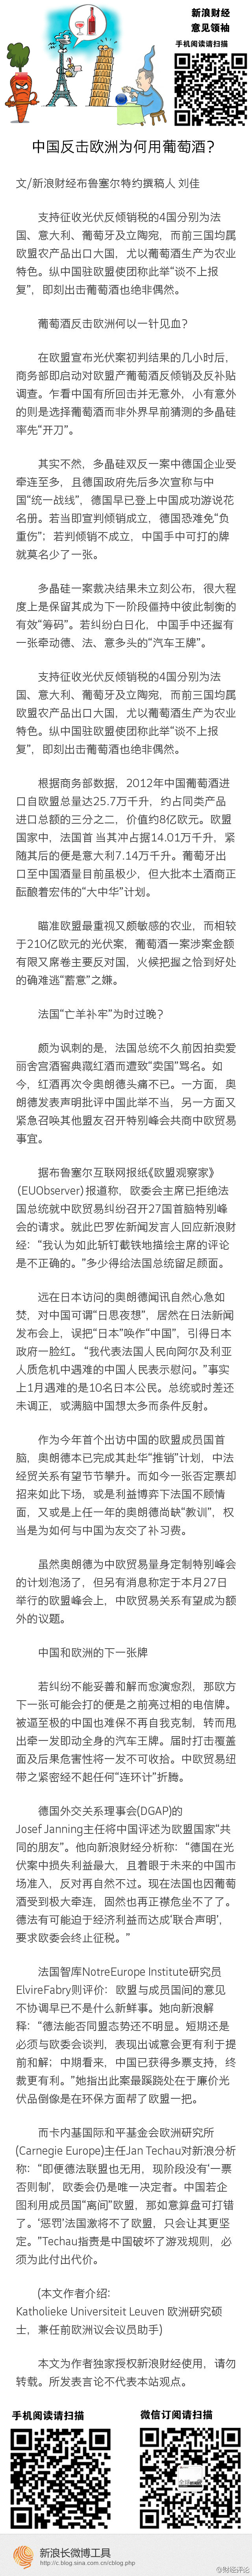 新浪财经
意见领袖
手机阅读请扫描
中国反击欧洲为何用葡萄酒?
文/新浪财经布鲁塞尔特约撰稿人 刘佳
支持征收光伏反倾销税的4国分别为法
国、意大利、葡萄牙及立陶宛，而前三国均属
欧盟农产品出口大国，尤以葡萄酒生产为农业
特色。纵中国驻欧盟使团称此举“谈不上报
复”，即刻出击葡萄酒也绝非偶然。
葡萄酒反击欧洲何以一针见血?
在欧盟宣布光伏案初判结果的几小时后，
商务部即启动对欧盟产葡萄酒反倾销及反补贴
调查。乍看中国有所回击并无意外，小有意外
的则是选择葡萄酒而非外界早前猜测的多晶硅
率先“开刀”。
其实不然，多晶硅双反一案中德国企业受
牵连至多，且德国政府先后多次宣称与中
国“统一战线”，德国早已登上中国成功游说花
名册。若当即宣判倾销成立，德国恐难免“负
重伤”；若判倾销不成立，中国手中可打的牌
就莫名少了一张。
多晶硅一案裁决结果未立刻公布，很大程
度上是保留其成为下一阶段僵持中彼此制衡的
有效“筹码”。若纠纷白日化，中国手中还握有
一张牵动德、法、意多头的“汽车王牌”。
支持征收光伏反倾销税的4国分别为法
国、意大利、葡萄牙及立陶宛，而前三国均属
欧盟农产品出口大国，尤以葡萄酒生产为农业
特色。纵中国驻欧盟使团称此举“谈不上报
复”，即刻出击葡萄酒也绝非偶然。
根据商务部数据，2012年中国葡萄酒进
口自欧盟总量达25.7万千升，约占同类产品
进口总额的三分之二，价值约8亿欧元。欧盟
国家中，法国首 当其冲占据14.01万千升，紧
随其后的便是意大利7.14万千升。葡萄牙出
口至中国酒量目前虽极少，但大批本土酒商正
酝酿着宏伟的“大中华”计划。
瞄准欧盟最重视又颇敏感的农业，而相较
于210亿欧元的光伏案，葡萄酒一案涉案金额
有限又席卷主要反对国，火候把握之恰到好处
的确难逃“蓄意”之嫌。
法国“亡羊补牢”为时过晚?
颇为讽刺的是，法国总统不久前因拍卖爱
丽舍宫酒窖典藏红酒而遭致“卖国”骂名。如
今，红酒再次令奥朗德头痛不已。一方面，奥
朗德发表声明批评中国此举不当，另一方面又
紧急召唤其他盟友召开特别峰会共商中欧贸易
事宜。
据布鲁塞尔互联网报纸《欧盟观察家》
(EUObserver) 报道称，欧委会主席已拒绝法
国总统就中欧贸易纠纷召开27国首脑特别峰
会的请求。就此巴罗佐新闻发言人回应新浪财
经：“我认为如此斩钉截铁地描绘主席的评论
是不正确的。”多少得给法国总统留足颜面。
远在日本访问的奥朗德闻讯自然心急如
焚，对中国可谓“日思夜想”，居然在日法新闻
发布会上，误把“日本”唤作“中国”，引得日本
政府一脸红。 “我代表法国人民向阿尔及利亚
人质危机中遇难的中国人民表示慰问。”事实
上1月遇难的是10名日本公民。总统或时差还
未调正，或满脑中国想太多而条件反射。
作为今年首个出访中国的欧盟成员国首
脑，奥朗德本已完成其赴华“推销”计划，中法
经贸关系有望节节攀升。而如今一张否定票却
招来如此下场，或是利益博弈下法国不顾情
面，又或是上任一年的奥朗德尚缺“教训”，权
当是为如何与中国为友交了补习费。
虽然奥朗德为中欧贸易量身定制特别峰会
的计划泡汤了，但另有消息称定于本月27日
举行的欧盟峰会上，中欧贸易关系有望成为额
外的议题。
中国和欧洲的下一张牌
若纠纷不能妥善和解而愈演愈烈，那欧方
下一张可能会打的便是之前亮过相的电信牌。
被逼至极的中国也难保不再自我克制，转而甩
出牵一发即动全身的汽车王牌。届时打击覆盖
面及后果危害性将一发不可收拾。中欧贸易纽
带之紧密经不起任何“连环计”折腾。
德国外交关系理事会(DGAP)的
Josef Janning主任将中国评述为欧盟国家“共
同的朋友”。他向新浪财经分析称：“德国在光
伏案中损失利益最大，且着眼于未来的中国市
场准入，反对再自然不过。现在法国也因葡萄
酒受到极大牵连，固然也再正襟危坐不了了。
德法有可能迫于经济利益而达成‘联合声明’，
要求欧委会终止征税。”
法国智库NotreEurope Institute研究员
ElvireFabry则评价：欧盟与成员国间的意见
不协调早已不是什么新鲜事。她向新浪解
释：“德法能否同盟态势还不明显。短期还是
必须与欧委会谈判，表现出诚意会更有利于提
前和解；中期看来，中国已获得多票支持，终
裁更有利。”她指出此案最蹊跷处在于廉价光
伏品倒像是在环保方面帮了欧盟一把。
而卡内基国际和平基金会欧洲研究所
(Carnegie Europe)主任Jan Techau对新浪分析
称：“即便德法联盟也无用，现阶段没有‘一票
否则制’，欧委会仍是唯一决定者。中国若企
图利用成员国“离间”欧盟，那如意算盘可打错
了。‘惩罚’法国激将不了欧盟，只会让其更坚
定。”Techau指责是中国破坏了游戏规则，必
须为此付出代价。
(本文作者介绍：
Katholieke Universiteit Leuven 欧洲研究硕
士，兼任前欧洲议会议员助手)
本文为作者独家授权新浪财经使用，请勿
转载。所发表言论不代表本站观点。
手机阅读请扫描
微信订阅请扫描
新浪长微博工具
http://c.blog.sina.com.cn/cblog.php
@财经评论